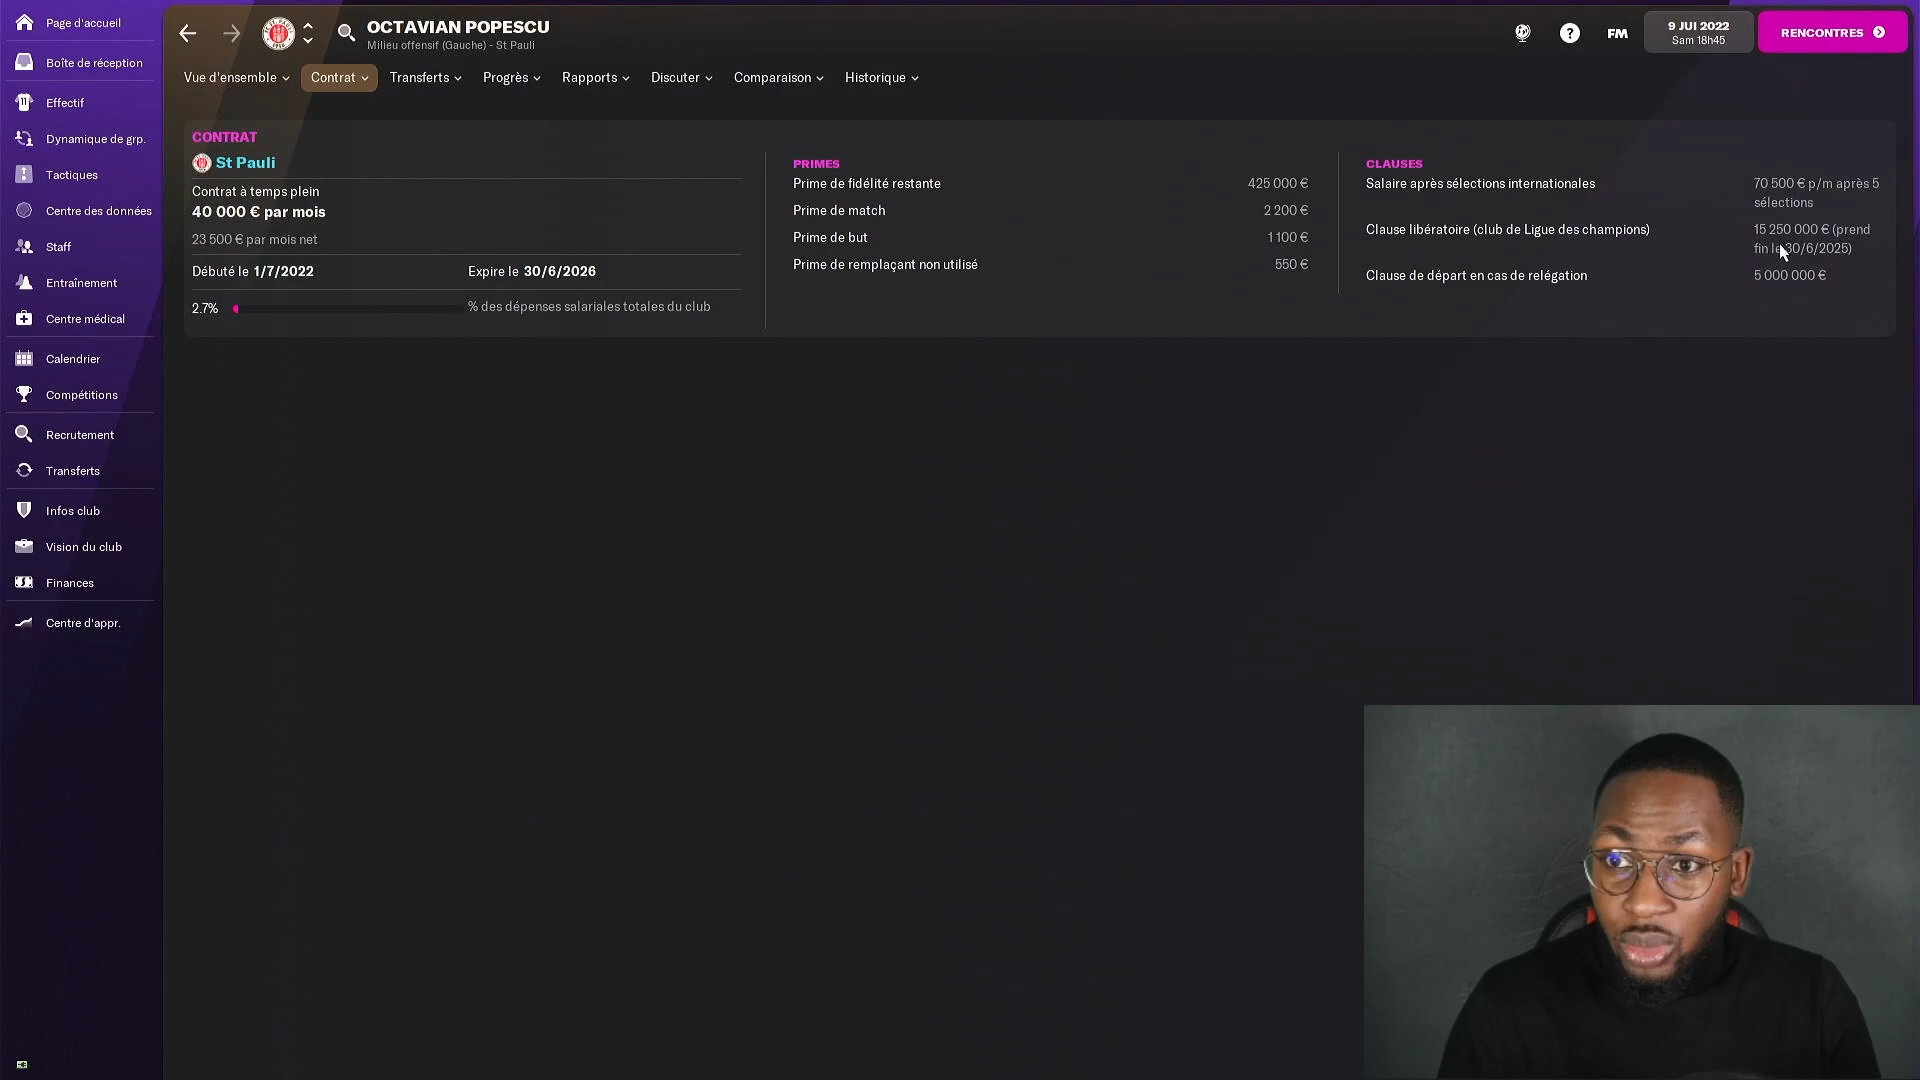 Page d'accueil
Boîte de réception
Effectif
Dynamique de grp.
Tactiques
Centre des données
Staff
Entraînement
Centre médical
Calendrier
Compétitions
Recrutement
Transferts
Infos club
Vision du club
Finances
Centre d'appr.
OCTAVIAN POPESCU
Milieu offensif (Gauche) - St Pauli
FM
9 JUI 2022
Sam 18h45
RENCONTRES
Vue d'ensemble
Contrat
Transferts
Progrès
Rapports
Discuter
Comparaison
Historique
CONTRAT
St Pauli
Contrat à temps plein
40 000 € par mois
23 500 € par mois net
Débuté le 1/7/2022
Expire le 30/6/2026
2.7%
% des dépenses salariales totales du club
PRIMES
Prime de fidélité restante 425 000 €
Prime de match 2 200 €
Prime de but 1 100 €
Prime de remplaçant non utilisé 550 €
CLAUSES
Salaire après sélections internationales 70 500 € p/m après 5
sélections
Clause libératoire (club de Ligue des champions) 15 250 000 € (prend
fin le 30/6/2025)
Clause de départ en cas de relégation 5 000 000 €